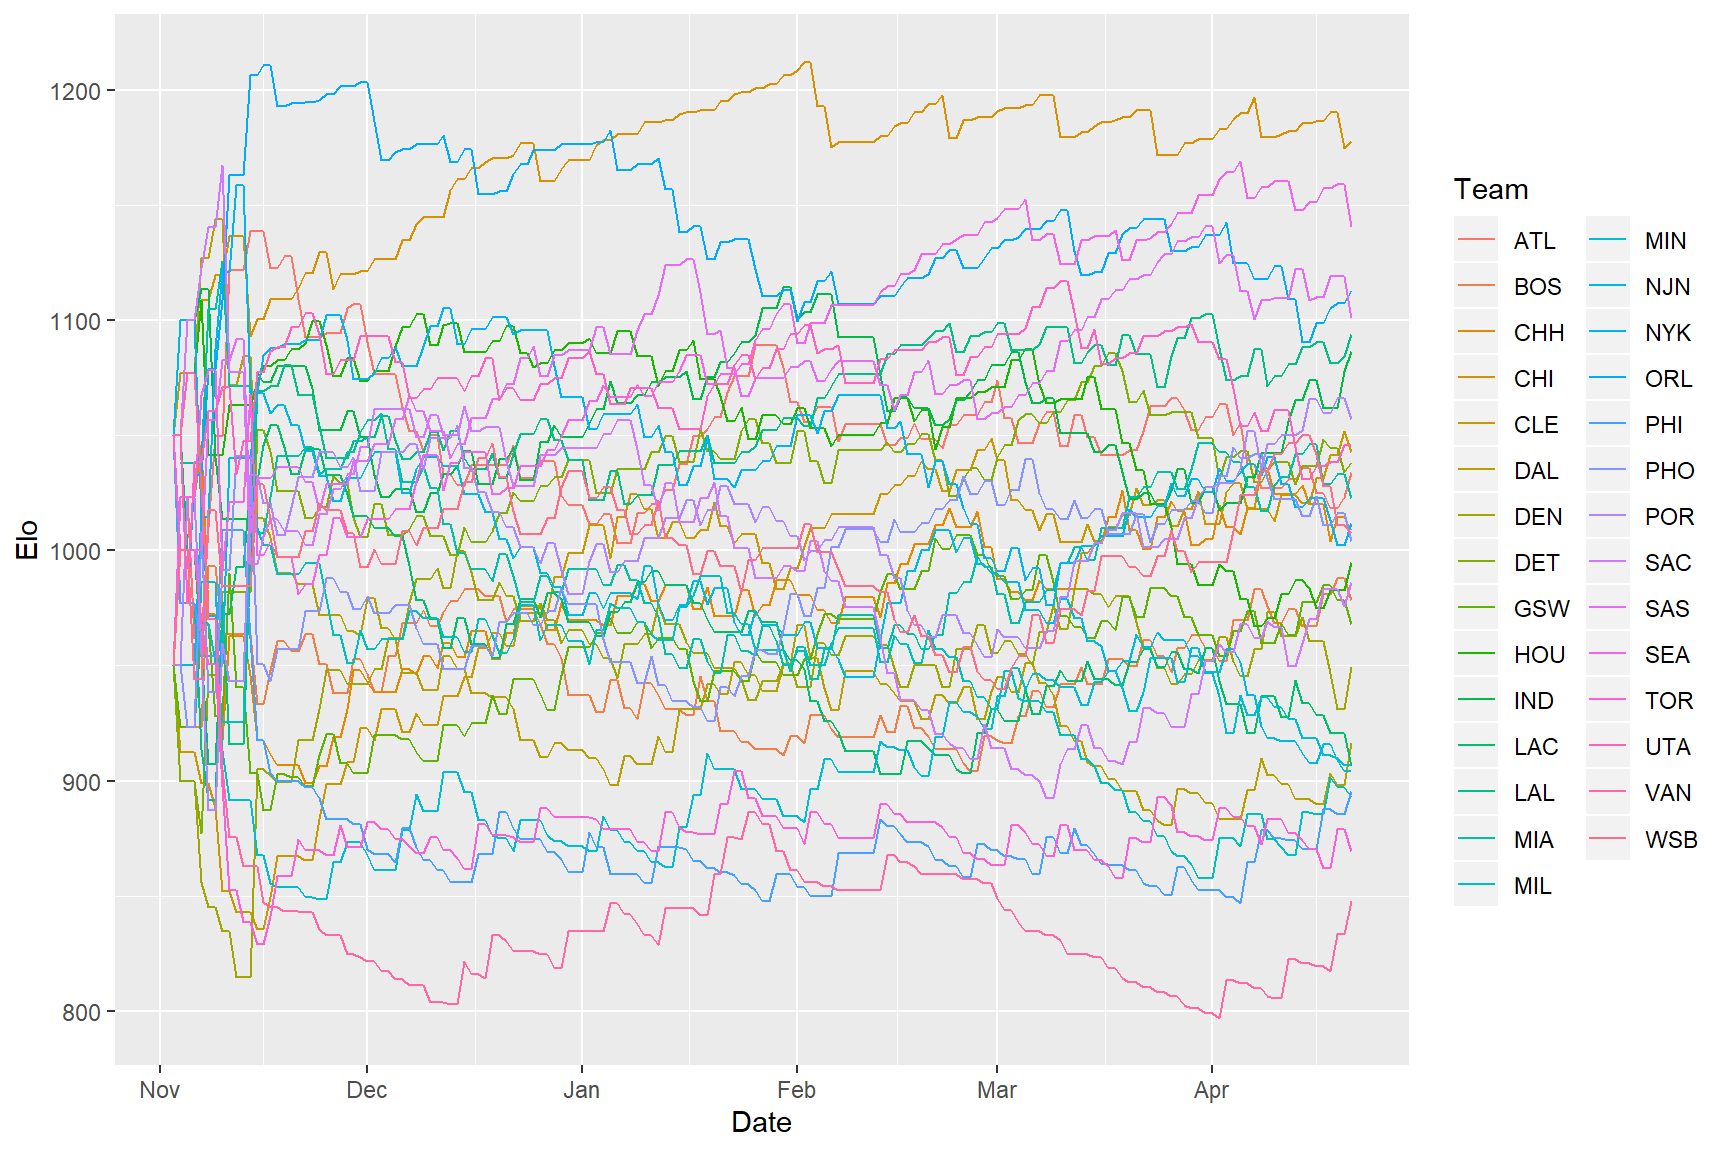 1200
1100
1000
900
800
Elo
Nov Dec Jan Feb Mar Apr
Date
Team
ATL
BOS
CHH
CHI
CLE
DAL
DEN
DET
GSW
HOU
IND
LAC
LAL
MIA
MIL
MIN
NJN
NYK
ORL
PHI
PHO
POR
SAC
SAS
SEA
TOR
UTA
VAN
WSB